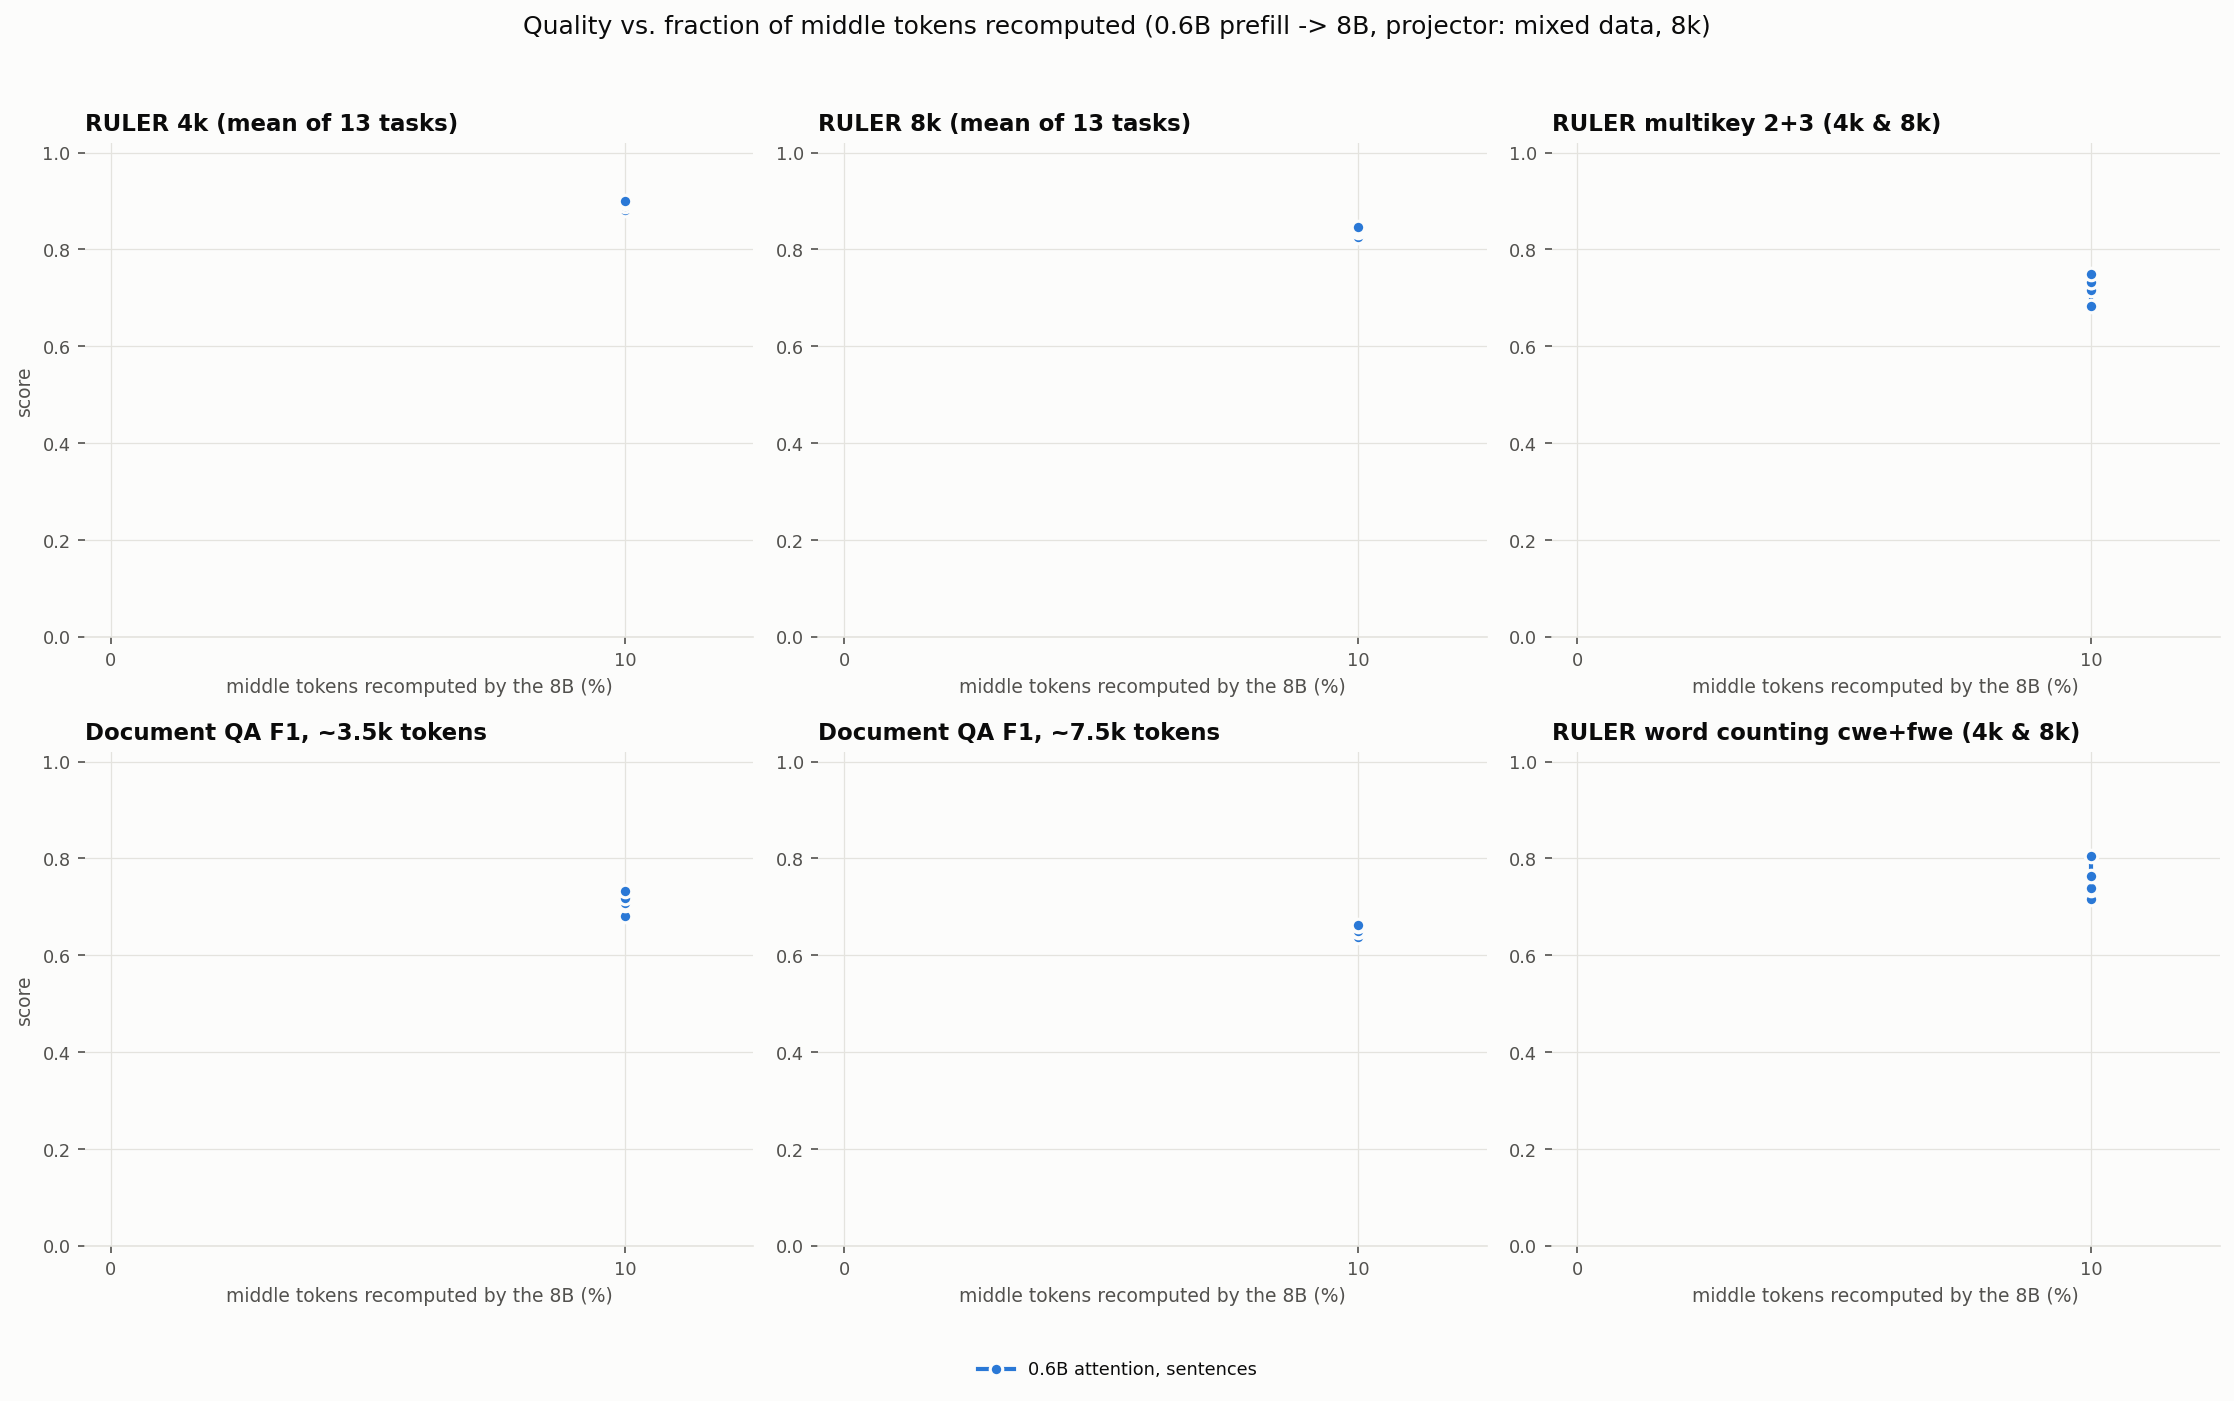 Quality vs. fraction of middle tokens recomputed (0.6B prefill -> 8B, projector: mixed data, 8k)
RULER 4k (mean of 13 tasks)
1.0
0.8
0.6
0.4
0.2
0.0
score
0 10
middle tokens recomputed by the 8B (%)
RULER 8k (mean of 13 tasks)
1.0
0.8
0.6
0.4
0.2
0.0
0 10
middle tokens recomputed by the 8B (%)
RULER multikey 2+3 (4k & 8k)
1.0
0.8
0.6
0.4
0.2
0.0
0 10
middle tokens recomputed by the 8B (%)
Document QA F1, ~3.5k tokens
1.0
0.8
0.6
0.4
0.2
0.0
score
0 10
middle tokens recomputed by the 8B (%)
Document QA F1, ~7.5k tokens
1.0
0.8
0.6
0.4
0.2
0.0
0 10
middle tokens recomputed by the 8B (%)
RULER word counting cwe+fwe (4k & 8k)
1.0
0.8
0.6
0.4
0.2
0.0
0 10
middle tokens recomputed by the 8B (%)
0.6B attention, sentences